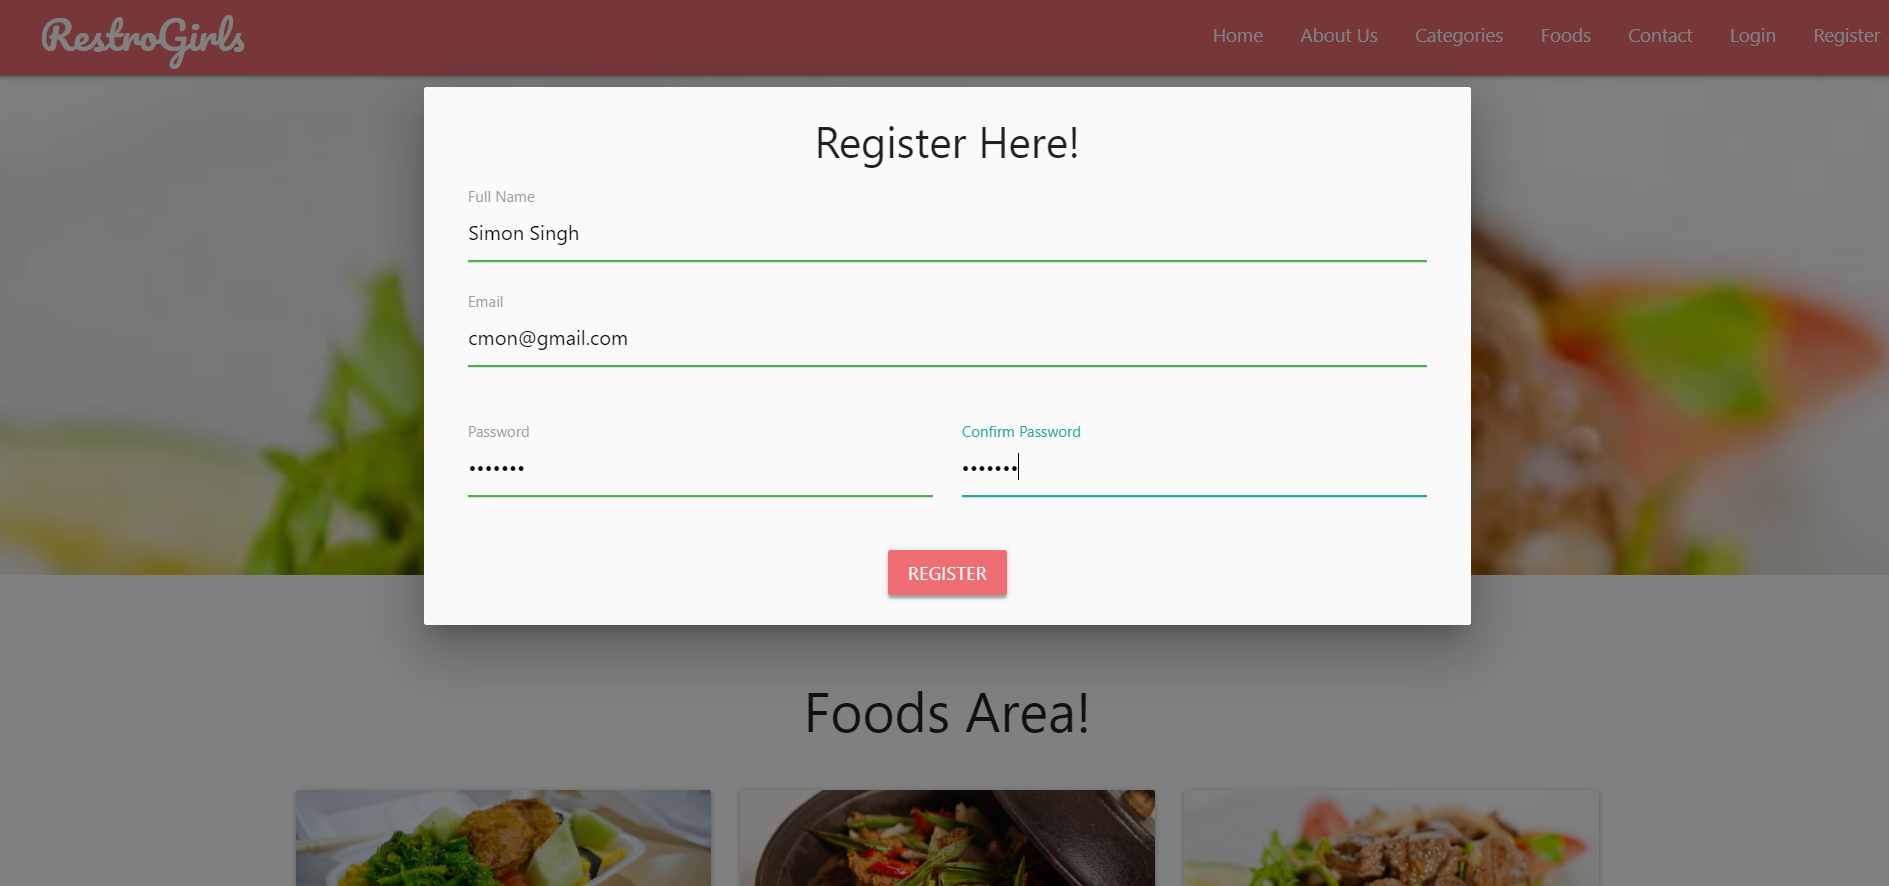 RestroGirls
Home About Us Categories Foods Contact Login Register
Register Here!
Full Name
Simon Singh
Email
cmon@gmail.com
Password Confirm Password
••••••• •••••••
REGISTER
Foods Area!